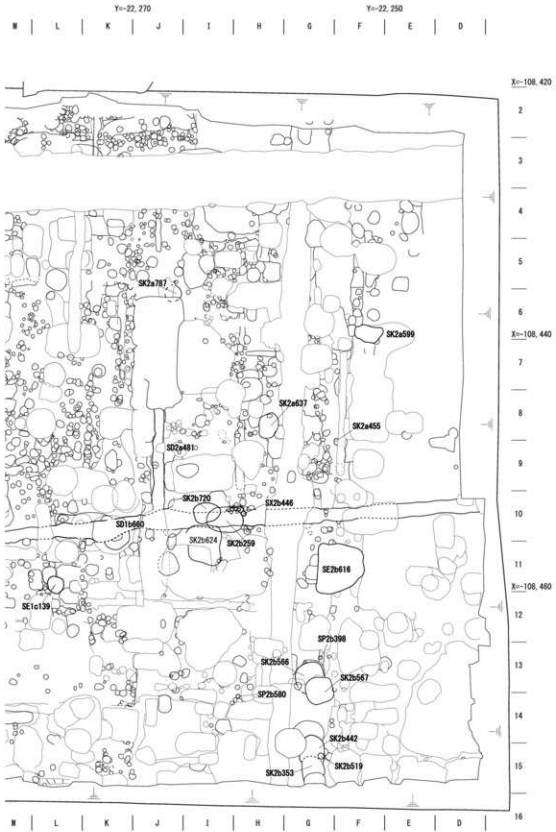 Y=-22,270 Y=-22,250
M L K J I H G F E D
X=-108,420
2
3
4
5
SK2a787
6
SK2a599
X=-108,440
7
SK2a637
8
SK2a455
SD2a481
9
SK2b720
SX2b446
10
SD1b660
SK2b624
SK2b259
11
SE2b616
X=-108,460
SE1c139
12
SP2b398
SK2b566
13
SK2b567
SP2b580
14
SK2b442
SK2b519
SK2b353
15
16
M L K J I H G F E D